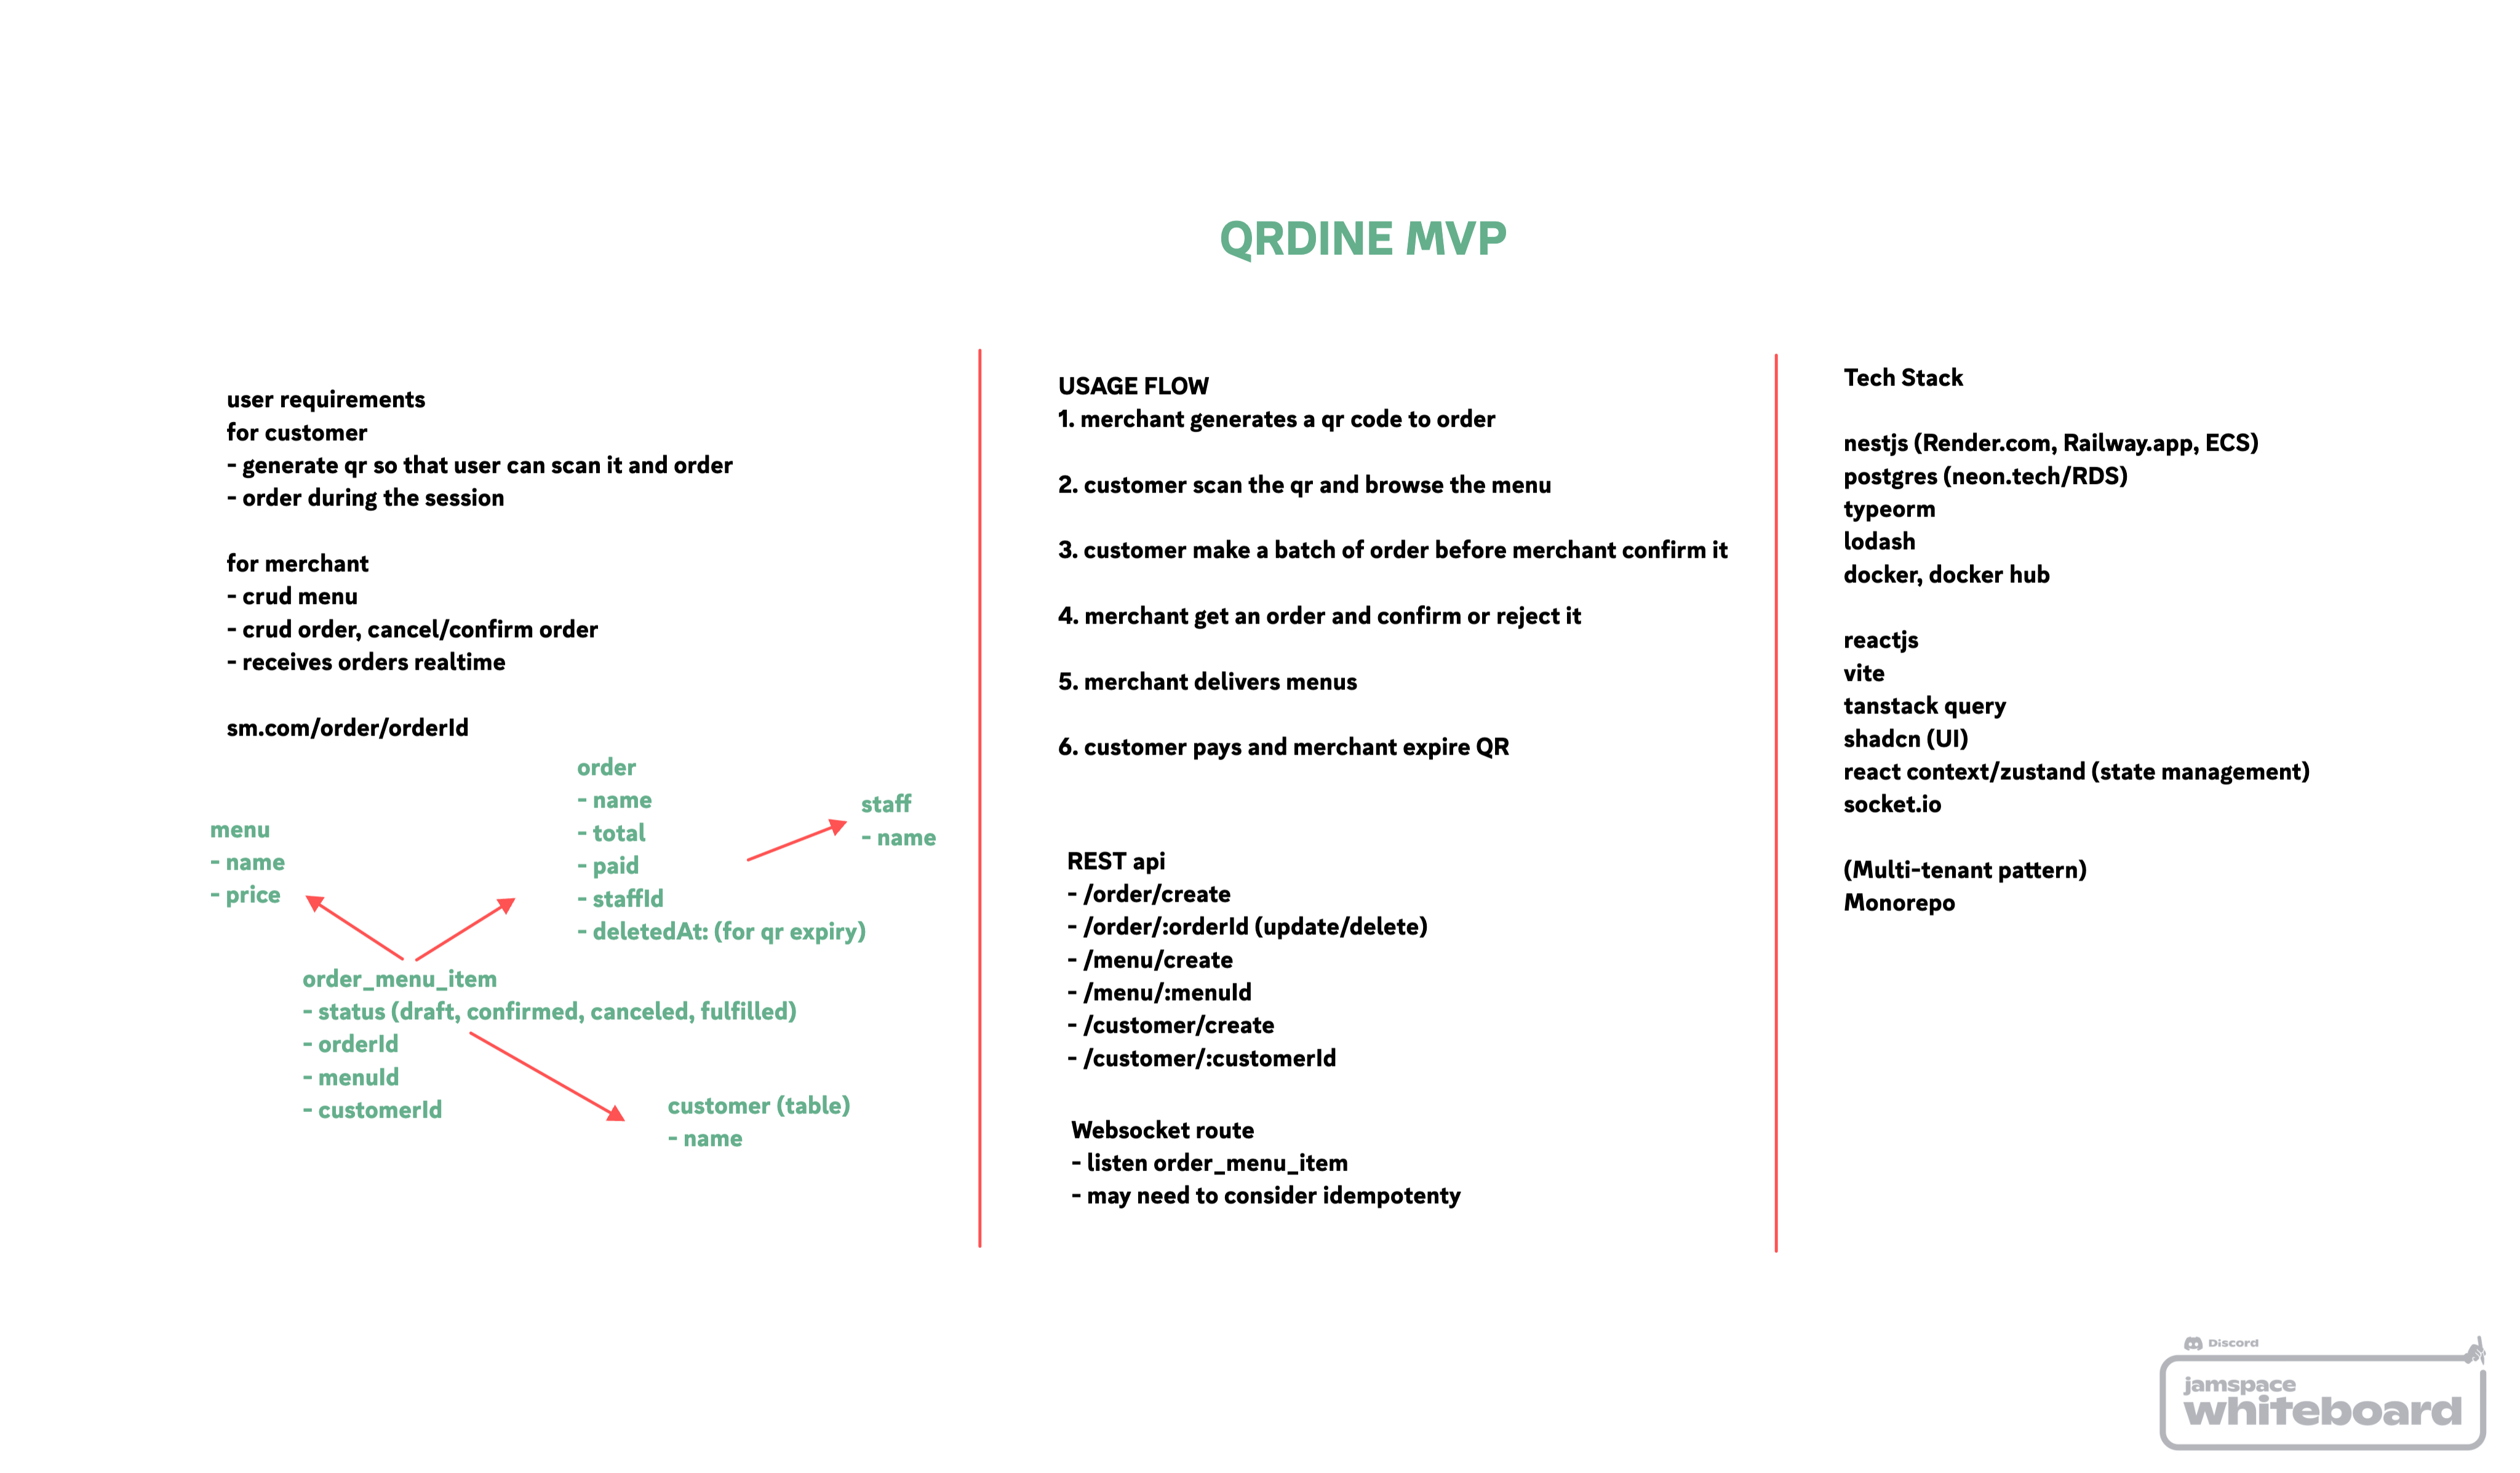 QRDINE MVP
user requirements
for customer
- generate qr so that user can scan it and order
- order during the session
for merchant
- crud menu
- crud order, cancel/confirm order
- receives orders realtime
sm.com/order/orderId
menu
- name
- price
order
- name
- total
- paid
- staffId
- deletedAt: (for qr expiry)
staff
- name
order_menu_item
- status (draft, confirmed, canceled, fulfilled)
- orderId
- menuId
- customerId
customer (table)
- name
USAGE FLOW
1. merchant generates a qr code to order
2. customer scan the qr and browse the menu
3. customer make a batch of order before merchant confirm it
4. merchant get an order and confirm or reject it
5. merchant delivers menus
6. customer pays and merchant expire QR
REST api
- /order/create
- /order/:orderId (update/delete)
- /menu/create
- /menu/:menuId
- /customer/create
- /customer/:customerId
Websocket route
- listen order_menu_item
- may need to consider idempotenty
Tech Stack
nestjs (Render.com, Railway.app, ECS)
postgres (neon.tech/RDS)
typeorm
lodash
docker, docker hub
reactjs
vite
tanstack query
shadcn (UI)
react context/zustand (state management)
socket.io
(Multi-tenant pattern)
Monorepo
Discord
jamspace
whiteboard